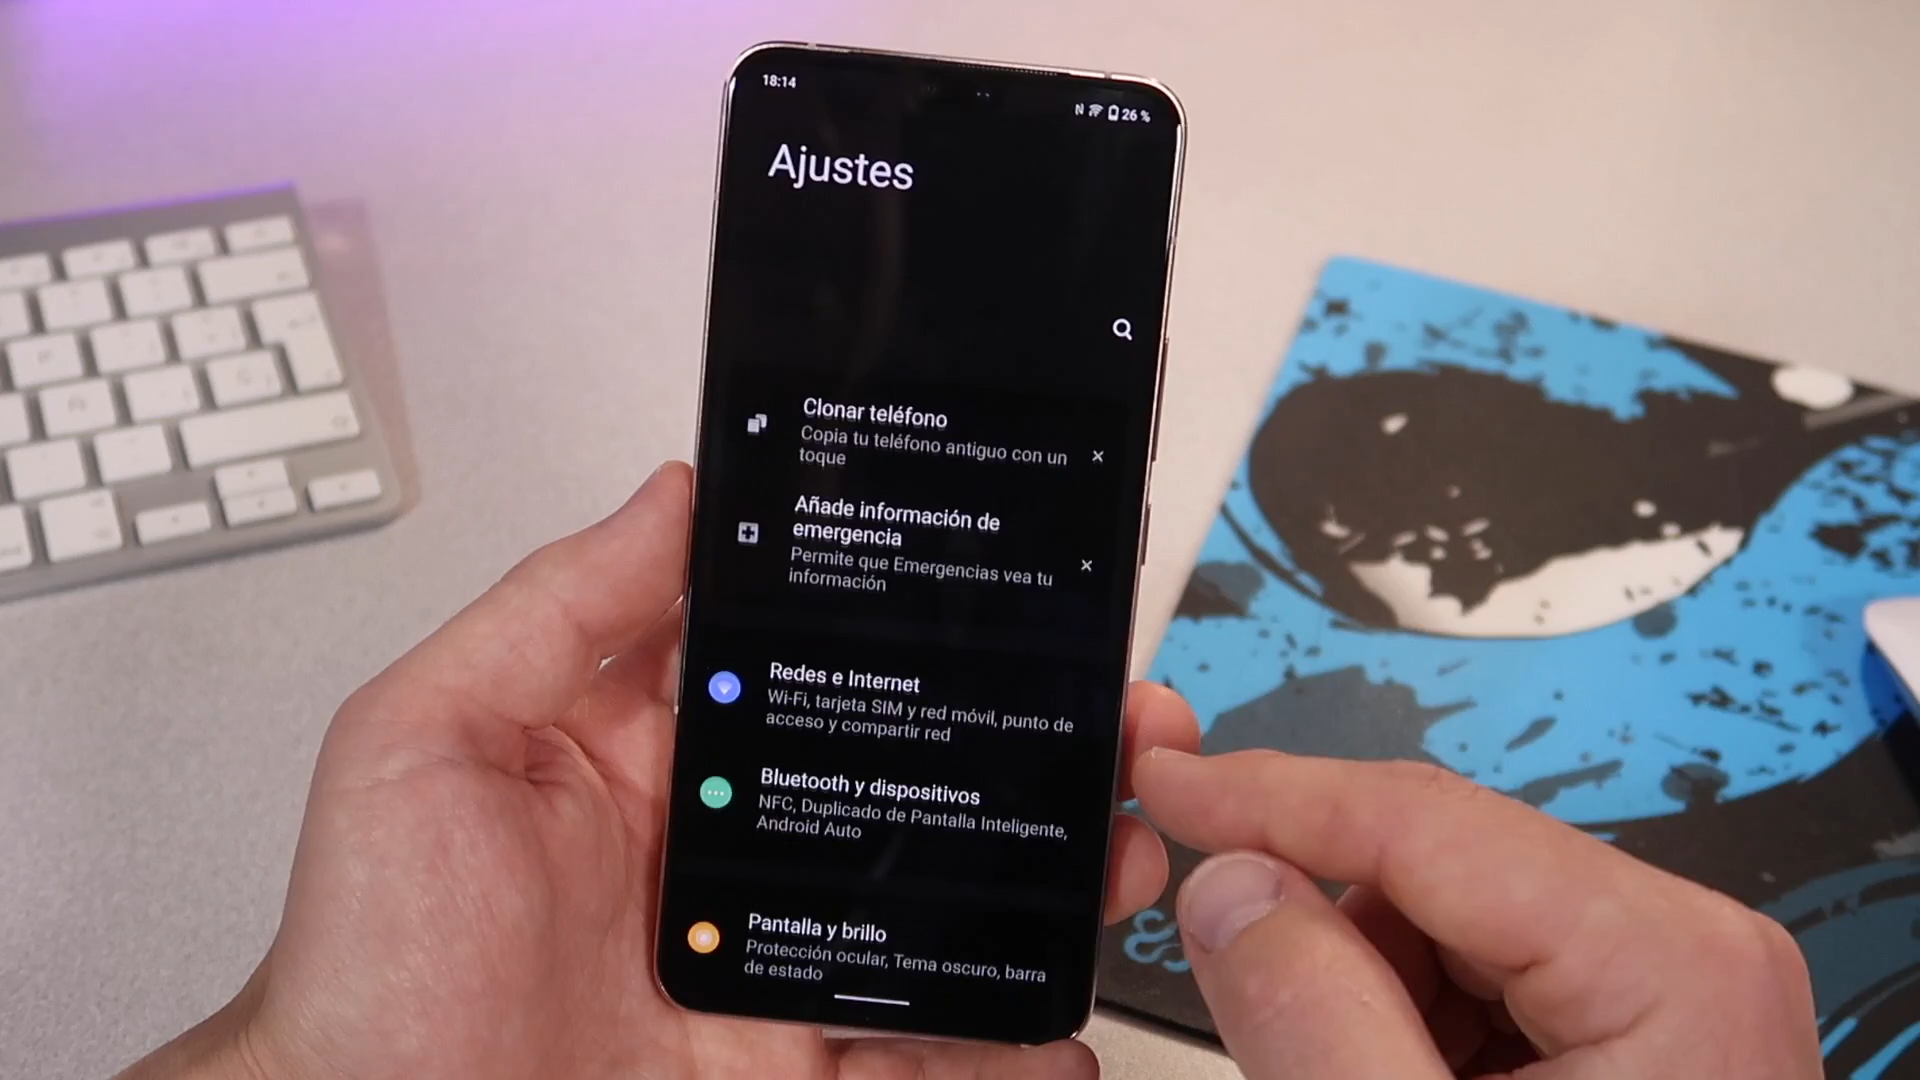 18:14
26 %
Ajustes
Clonar teléfono
Copia tu teléfono antiguo con un
toque
Añade información de
emergencia
Permite que Emergencias vea tu
información
Redes e Internet
Wi-Fi, tarjeta SIM y red móvil, punto de
acceso y compartir red
Bluetooth y dispositivos
NFC, Duplicado de Pantalla Inteligente,
Android Auto
Pantalla y brillo
Protección ocular, Tema oscuro, barra
de estado